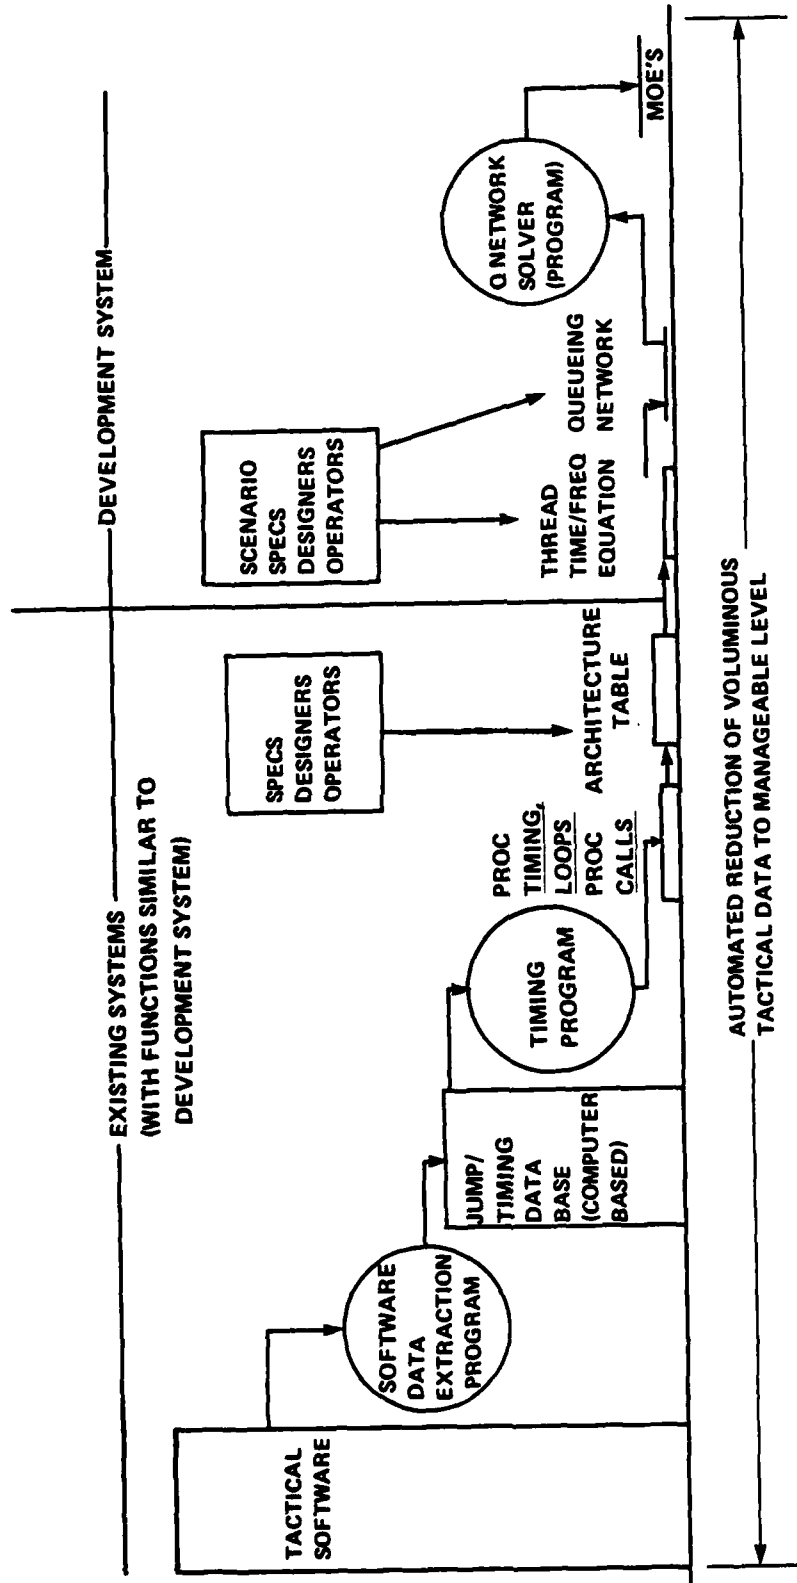 EXISTING SYSTEMS
(WITH FUNCTIONS SIMILAR TO
DEVELOPMENT SYSTEM)
DEVELOPMENT SYSTEM
TACTICAL
SOFTWARE
SOFTWARE
DATA
EXTRACTION
PROGRAM
JUMP/
TIMING
DATA
BASE
(COMPUTER
BASED)
TIMING
PROGRAM
PROC
TIMING,
LOOPS
PROC
CALLS
SPECS
DESIGNERS
OPERATORS
ARCHITECTURE
TABLE
SCENARIO
SPECS
DESIGNERS
OPERATORS
THREAD
TIME/FREQ
EQUATION
QUEUEING
NETWORK
Q NETWORK
SOLVER
(PROGRAM)
MOE'S
AUTOMATED REDUCTION OF VOLUMINOUS
TACTICAL DATA TO MANAGEABLE LEVEL